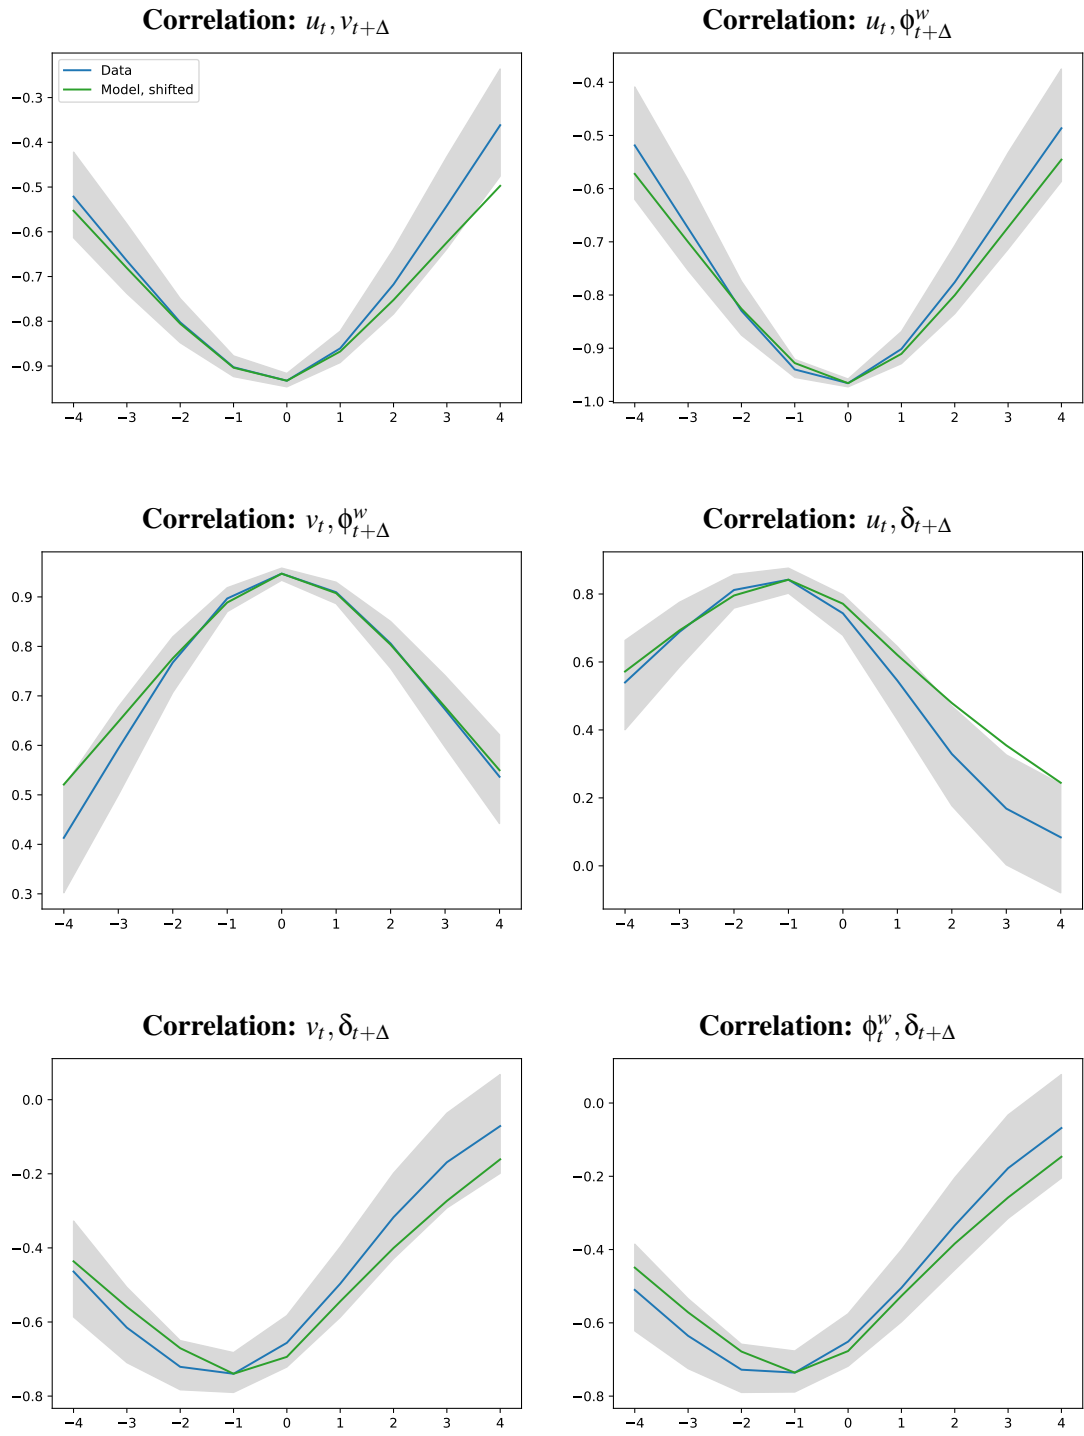 Correlation: u_t, v_{t+Δ}
Correlation: u_t, ϕ^w_{t+Δ}
Data
Model, shifted
−0.3
−0.4
−0.5
−0.6
−0.7
−0.8
−0.9
−4 −3 −2 −1 0 1 2 3 4
−0.4
−0.5
−0.6
−0.7
−0.8
−0.9
−1.0
−4 −3 −2 −1 0 1 2 3 4
Correlation: v_t, ϕ^w_{t+Δ}
Correlation: u_t, δ_{t+Δ}
0.9
0.8
0.7
0.6
0.5
0.4
0.3
−4 −3 −2 −1 0 1 2 3 4
0.8
0.6
0.4
0.2
0.0
−4 −3 −2 −1 0 1 2 3 4
Correlation: v_t, δ_{t+Δ}
Correlation: ϕ^w_t, δ_{t+Δ}
0.0
−0.2
−0.4
−0.6
−0.8
−4 −3 −2 −1 0 1 2 3 4
0.0
−0.2
−0.4
−0.6
−0.8
−4 −3 −2 −1 0 1 2 3 4